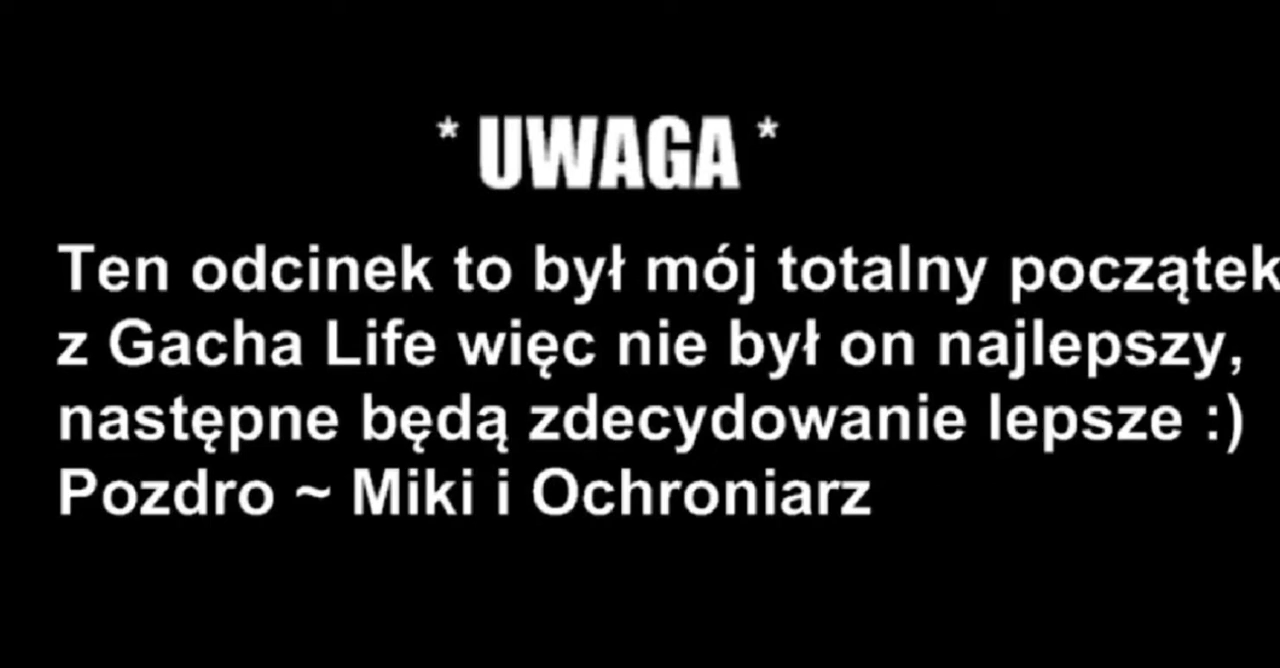 * UWAGA *
Ten odcinek to był mój totalny początek
z Gacha Life więc nie był on najlepszy,
następne będą zdecydowanie lepsze :)
Pozdro ~ Miki i Ochroniarz